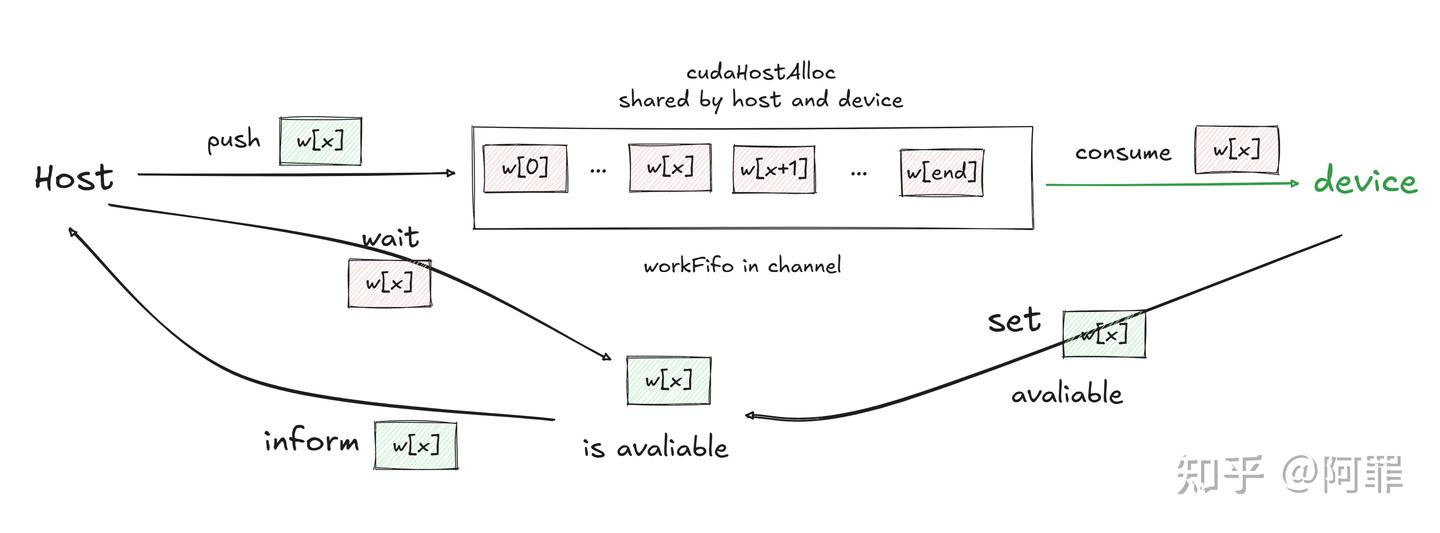 cudaHostAlloc
shared by host and device
push w[x]
w[0] ... w[x] w[x+1] ... w[end]
consume w[x]
Host
device
wait
w[x]
workFifo in channel
set w[x]
avaliable
w[x]
is avaliable
inform w[x]
知乎 @阿罪